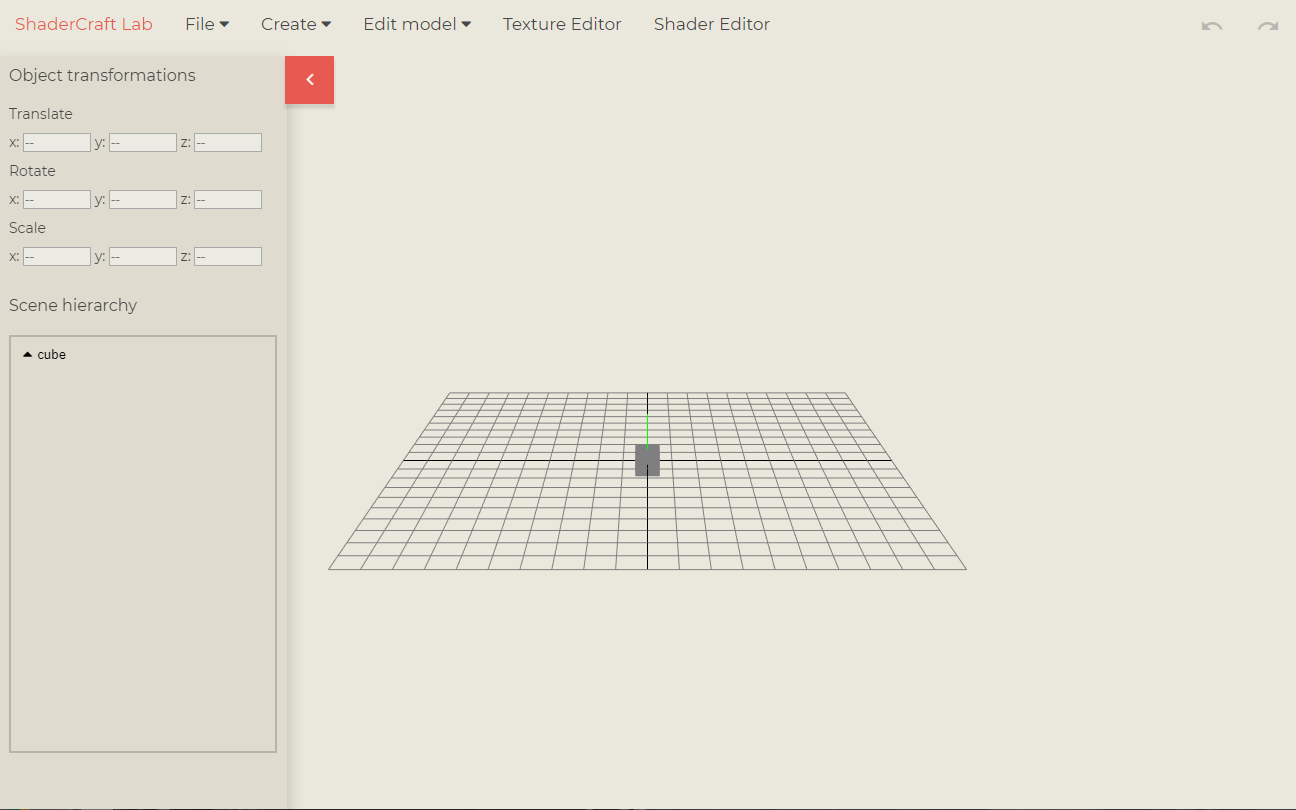 ShaderCraft Lab File Create Edit model Texture Editor Shader Editor
Object transformations
Translate
x: -- y: -- z: --
Rotate
x: -- y: -- z: --
Scale
x: -- y: -- z: --
Scene hierarchy
cube